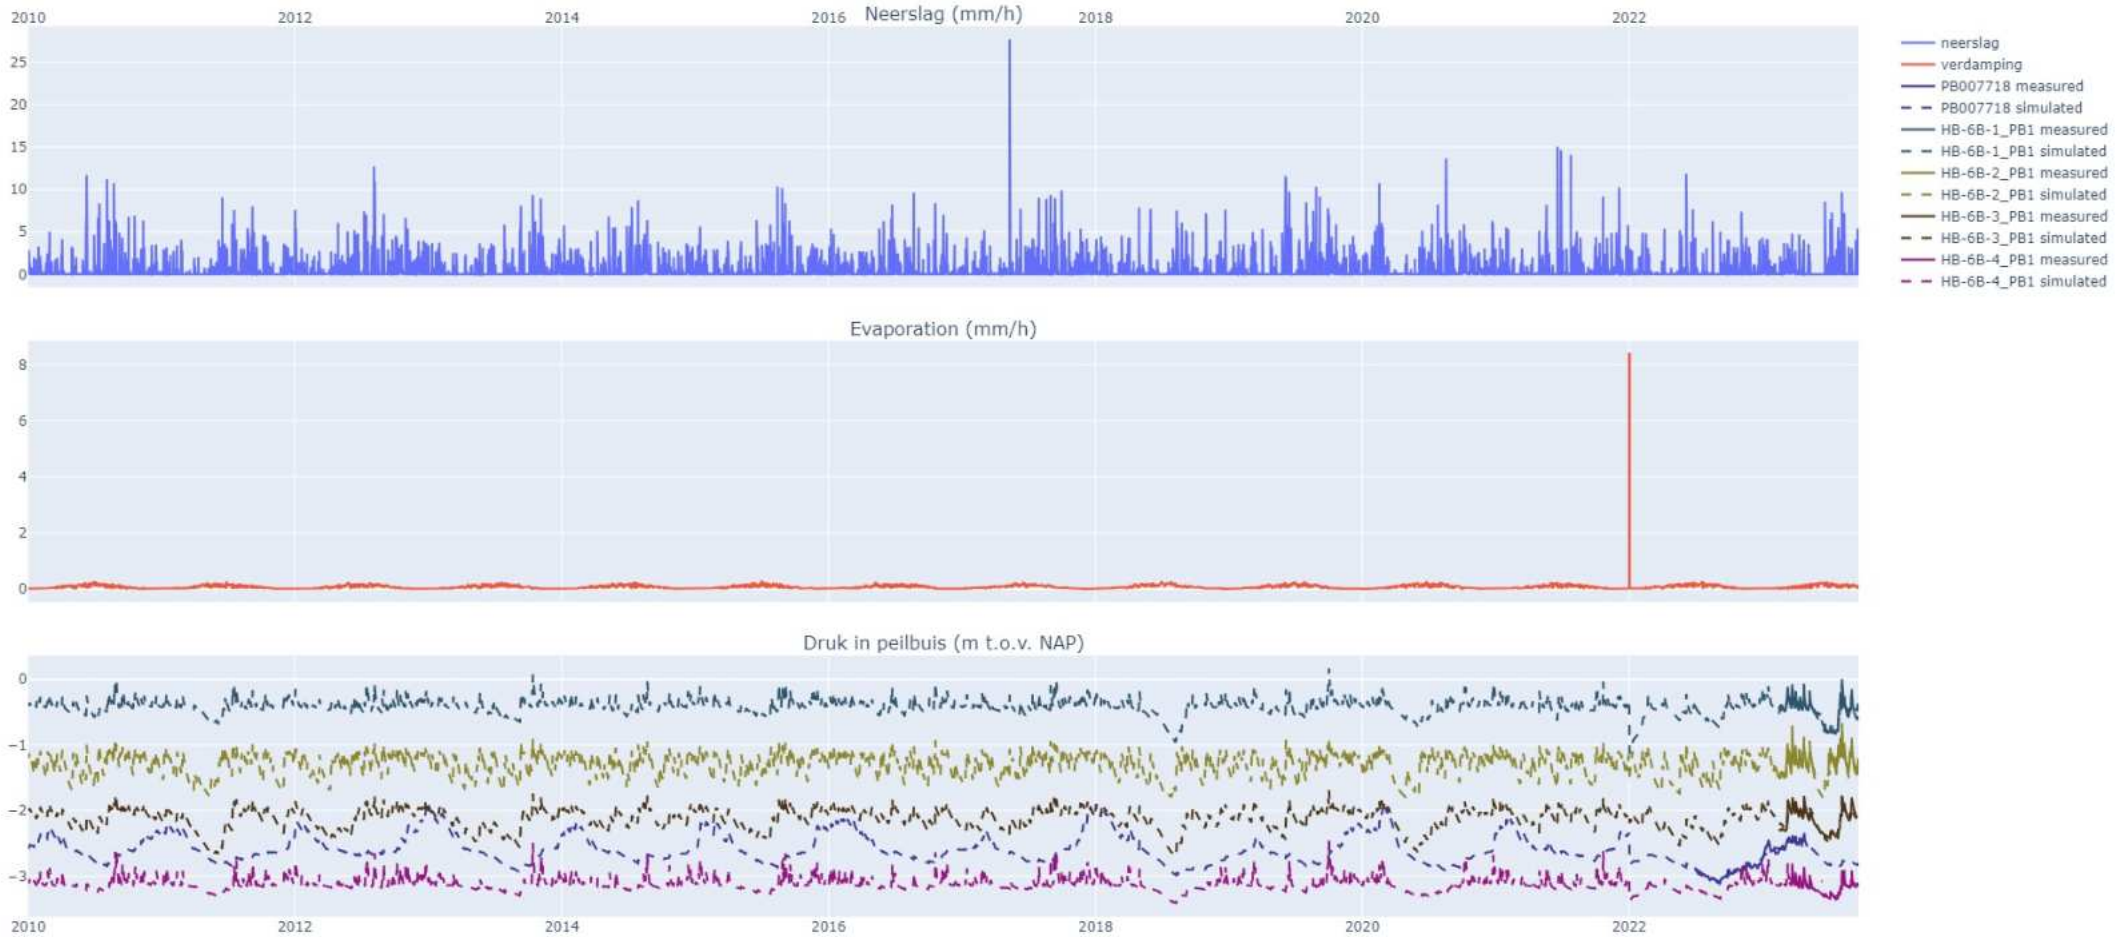 2010 2012 2014 2016 Neerslag (mm/h) 2018 2020 2022
25
20
15
10
5
0
neerslag
verdamping
PB007718 measured
PB007718 simulated
HB-6B-1_PB1 measured
HB-6B-1_PB1 simulated
HB-6B-2_PB1 measured
HB-6B-2_PB1 simulated
HB-6B-3_PB1 measured
HB-6B-3_PB1 simulated
HB-6B-4_PB1 measured
HB-6B-4_PB1 simulated
Evaporation (mm/h)
8
6
4
2
0
Druk in peilbuis (m t.o.v. NAP)
0
−1
−2
−3
2010 2012 2014 2016 2018 2020 2022